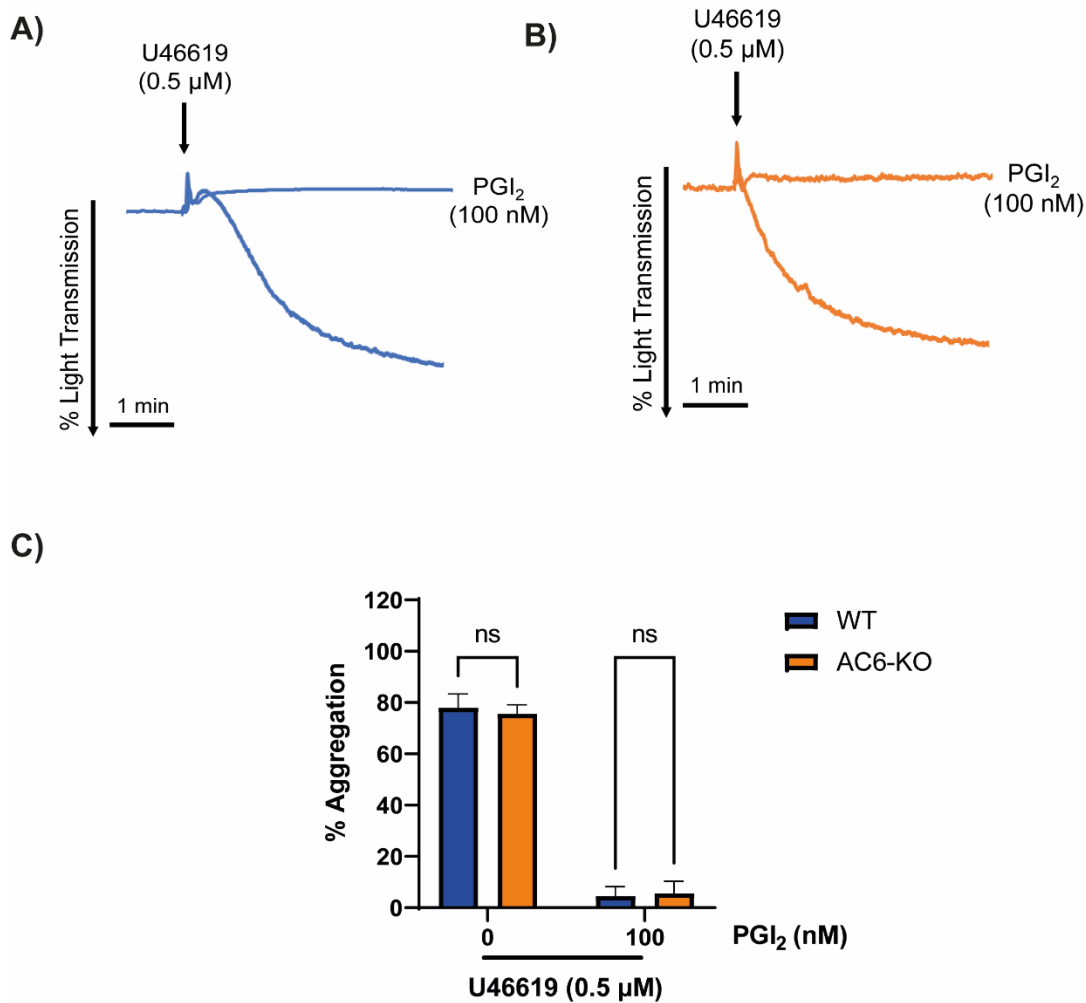 A)
U46619
(0.5 µM)
PGI₂
(100 nM)
% Light Transmission
1 min
B)
U46619
(0.5 µM)
PGI₂
(100 nM)
% Light Transmission
1 min
C)
120
100
80
60
40
20
0
% Aggregation
ns
ns
WT
AC6-KO
0
100
PGI₂ (nM)
U46619 (0.5 µM)